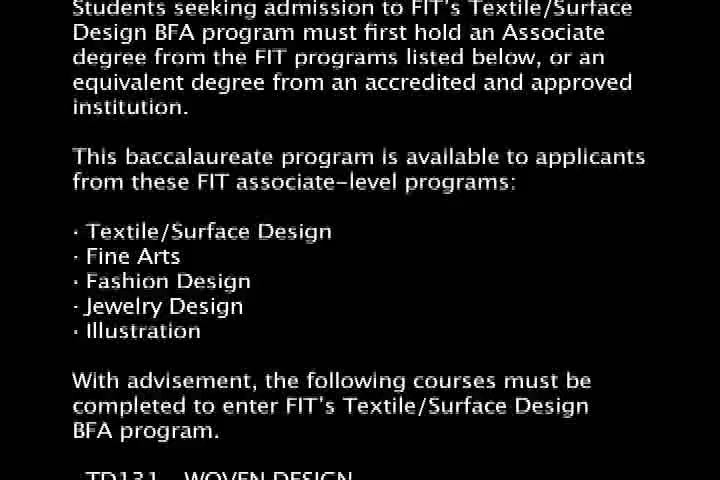 Students seeking admission to FIT's Textile/Surface
Design BFA program must first hold an Associate
degree from the FIT programs listed below, or an
equivalent degree from an accredited and approved
institution.
This baccalaureate program is available to applicants
from these FIT associate-level programs:
· Textile/Surface Design
· Fine Arts
· Fashion Design
· Jewelry Design
· Illustration
With advisement, the following courses must be
completed to enter FIT's Textile/Surface Design
BFA program.
TD131 - WOVEN DESIGN